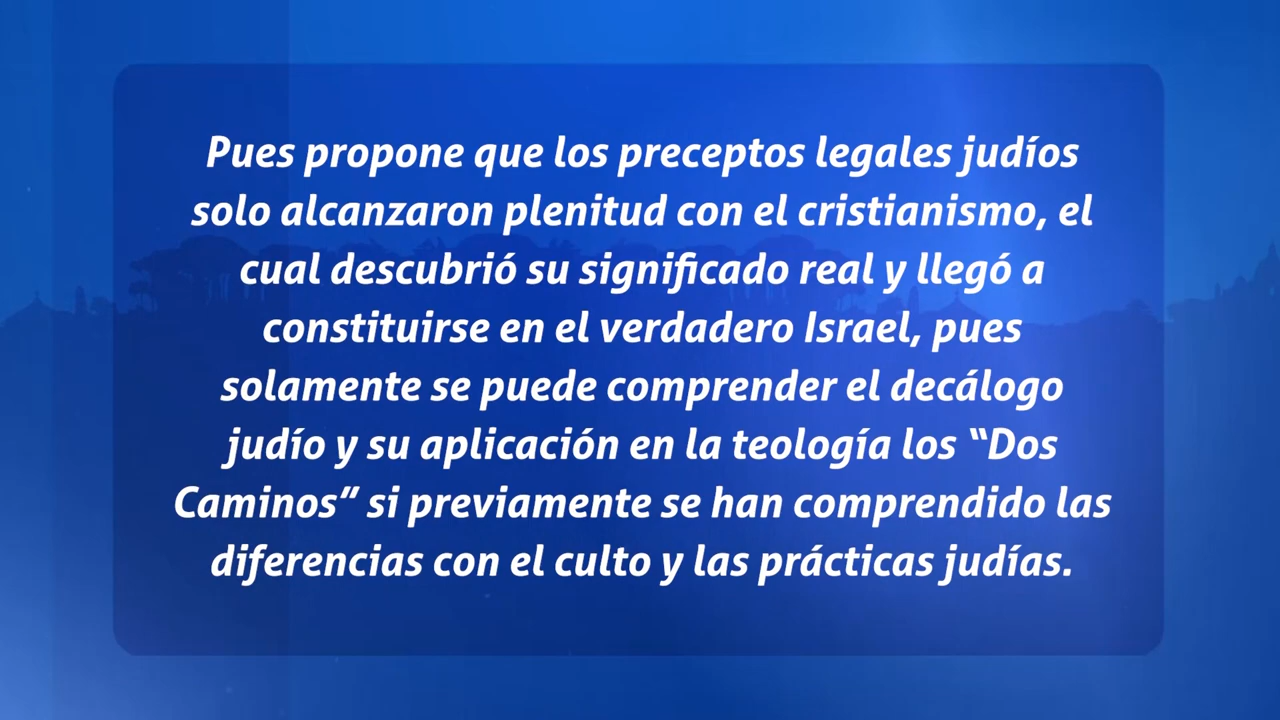 Pues propone que los preceptos legales judíos
solo alcanzaron plenitud con el cristianismo, el
cual descubrió su significado real y llegó a
constituirse en el verdadero Israel, pues
solamente se puede comprender el decálogo
judío y su aplicación en la teología los “Dos
Caminos” si previamente se han comprendido las
diferencias con el culto y las prácticas judías.